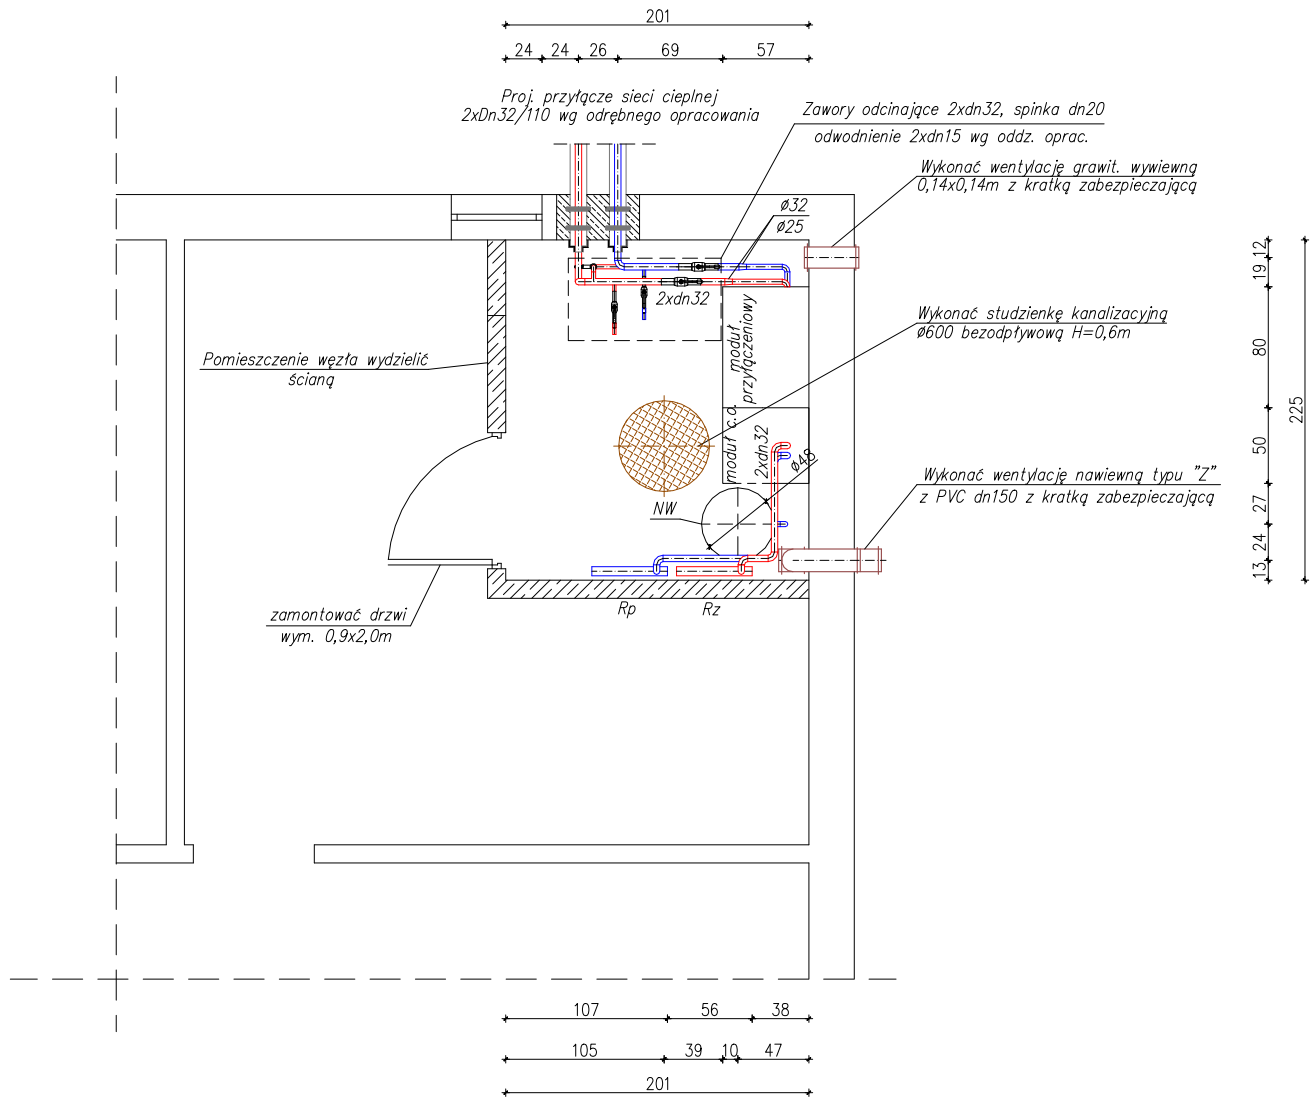 201
24 24 26 69 57
Proj. przyłącze sieci cieplnej
2xDn32/110 wg odrębnego opracowania
Zawory odcinające 2xdn32, spinka dn20
odwodnienie 2xdn15 wg oddz. oprac.
Wykonać wentylację grawit. wywiewną
0,14x0,14m z kratką zabezpieczającą
ø32
ø25
2xdn32
moduł
przyłączeniowy
Wykonać studzienkę kanalizacyjną
ø600 bezodpływową H=0,6m
Pomieszczenie węzła wydzielić
ścianą
moduł c.o.
2xdn32
ø48
NW
Wykonać wentylację nawiewną typu "Z"
z PVC dn150 z kratką zabezpieczającą
zamontować drzwi
wym. 0,9x2,0m
Rp
Rz
12
19
80
50
27
24
13
225
107 56 38
105 39 10 47
201